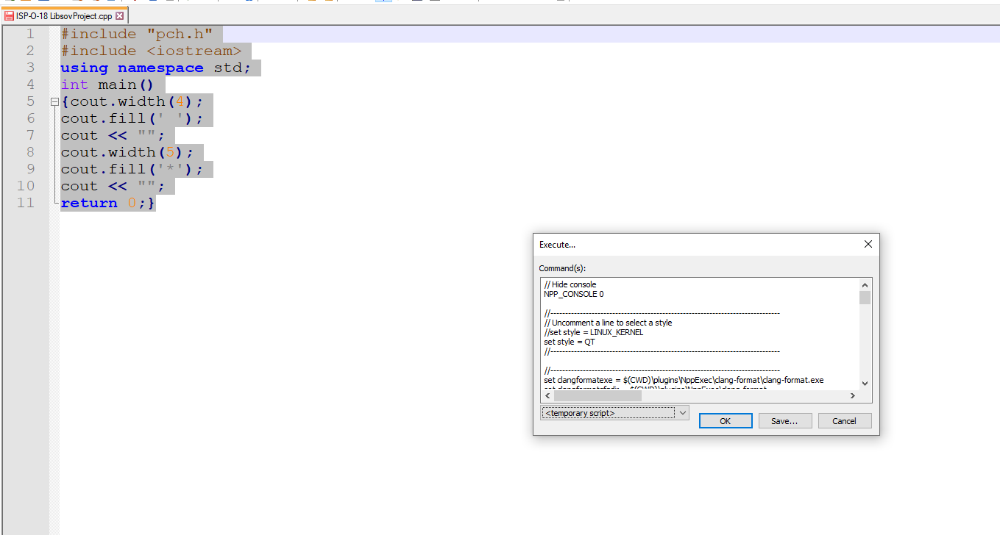 ISP-O-18 LibsovProject.cpp
1 #include "pch.h"
2 #include <iostream>
3 using namespace std;
4 int main()
5 {cout.width(4);
6 cout.fill(' ');
7 cout << "";
8 cout.width(5);
9 cout.fill('*');
10 cout << "";
11 return 0;}
Execute...
Command(s):
// Hide console
NPP_CONSOLE 0
//------------------------------------------------------------------------------
// Uncomment a line to select a style
//set style = LINUX_KERNEL
set style = QT
//------------------------------------------------------------------------------
//------------------------------------------------------------------------------
set clangformatexe = $(CWD)\plugins\NppExec\clang-format\clang-format.exe
<temporary script>
OK Save... Cancel